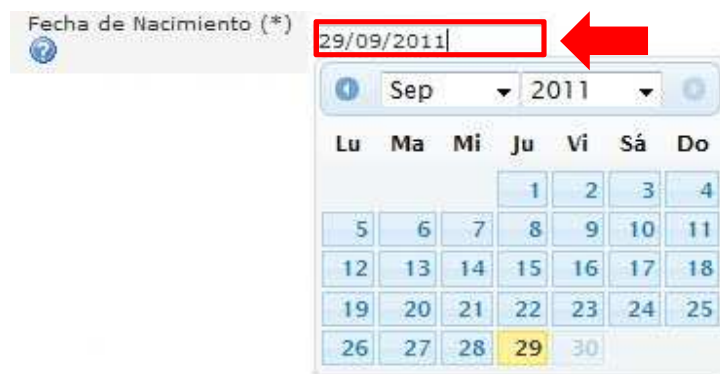 Fecha de Nacimiento (*)
29/09/2011
Sep 2011
Lu Ma Mi Ju Vi Sá Do
1 2 3 4
5 6 7 8 9 10 11
12 13 14 15 16 17 18
19 20 21 22 23 24 25
26 27 28 29 30